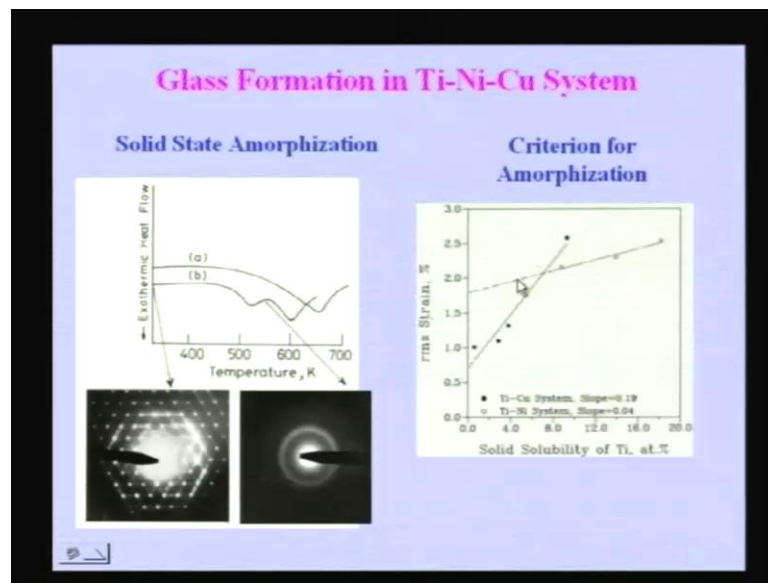 Glass Formation in Ti-Ni-Cu System
Solid State Amorphization
Criterion for
Amorphization
← Exothermic Heat Flow
(a)
(b)
400 500 600 700
Temperature, K
rms Strain, %
3.0
2.5
2.0
1.5
1.0
0.5
0.0
Ti-Cu System, Slope=0.19
Ti-Ni System, Slope=0.04
0.0 4.0 8.0 12.0 16.0 20.0
Solid Solubility of Ti, at.%